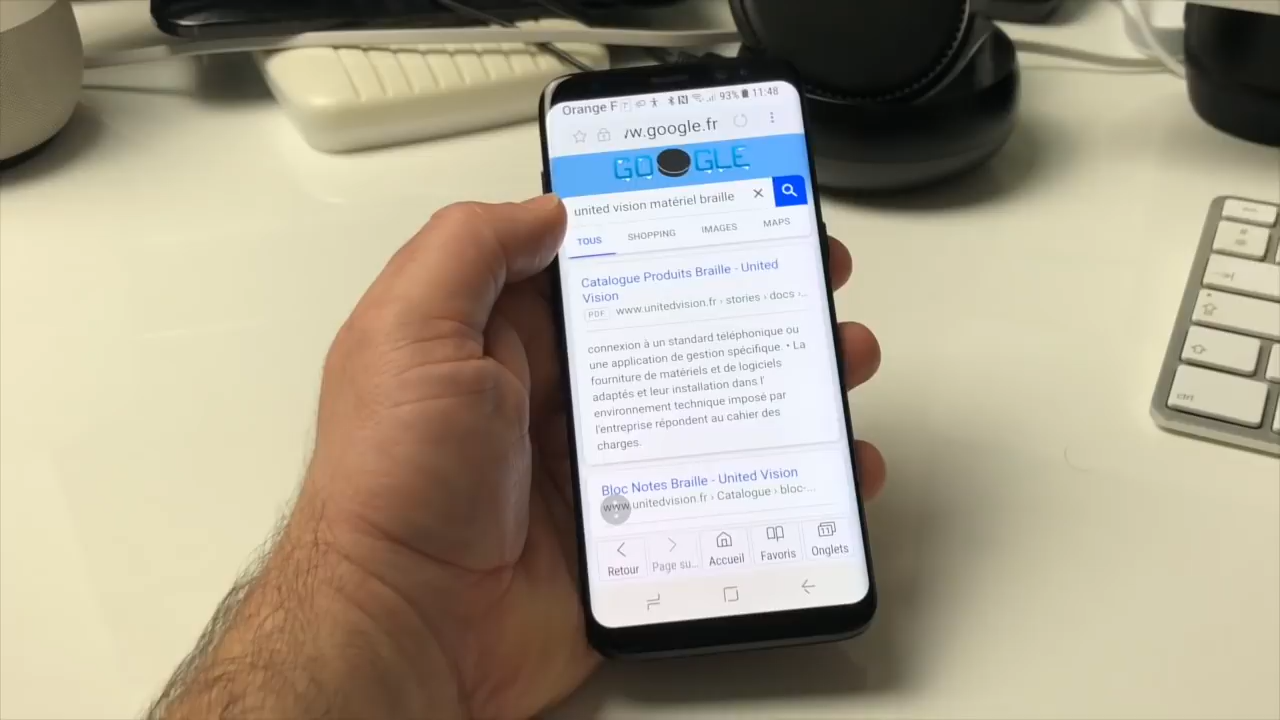 Orange F 93% 11:48
/w.google.fr
GO GLE
united vision matériel braille
TOUS SHOPPING IMAGES MAPS
Catalogue Produits Braille - United
Vision
PDF www.unitedvision.fr › stories › docs ›...
connexion à un standard téléphonique ou
une application de gestion spécifique. • La
fourniture de matériels et de logiciels
adaptés et leur installation dans l'
environnement technique imposé par
l'entreprise répondent au cahier des
charges.
Bloc Notes Braille - United Vision
www.unitedvision.fr › Catalogue › bloc-...
11
Retour Page su... Accueil Favoris Onglets
ctrl